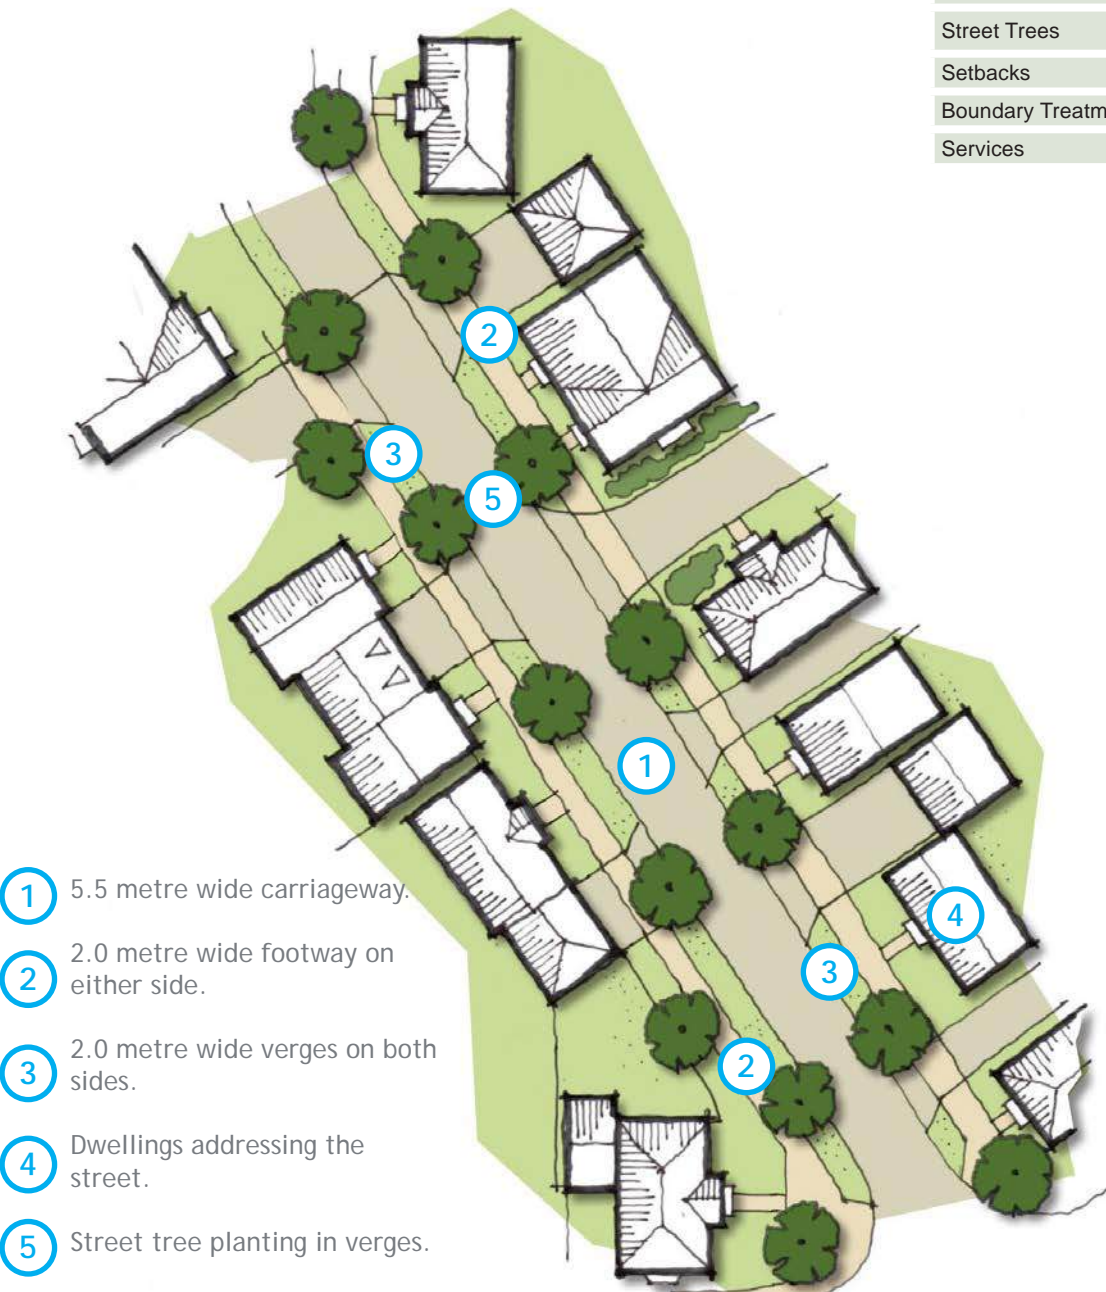 Street Trees
Setbacks
Boundary Treatm
Services
2
3
5
1
4
3
2
1 5.5 metre wide carriageway.
2 2.0 metre wide footway on
either side.
3 2.0 metre wide verges on both
sides.
4 Dwellings addressing the
street.
5 Street tree planting in verges.